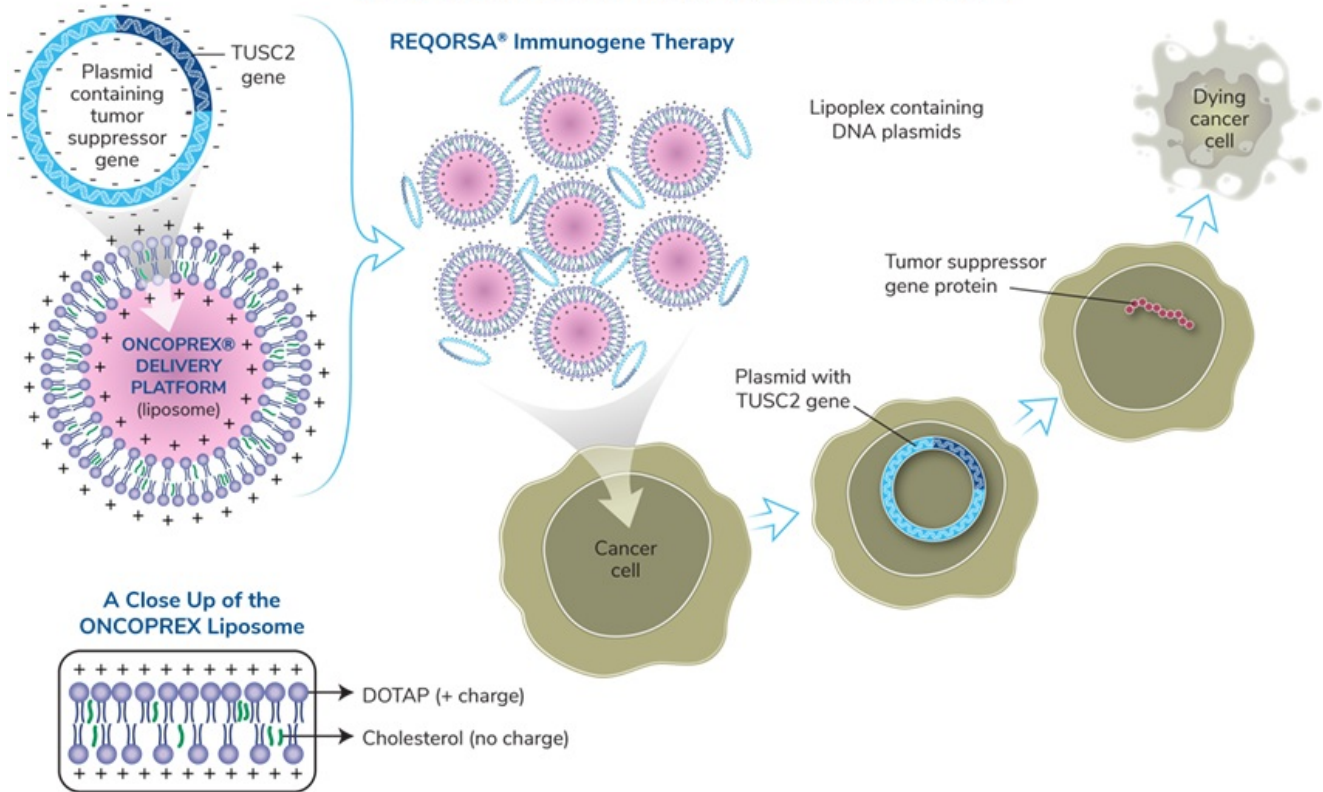 TUSC2
gene
Plasmid
containing
tumor
suppressor
gene
ONCOPREX®
DELIVERY
PLATFORM
(liposome)
REQORSA® Immunogene Therapy
Lipoplex containing
DNA plasmids
Dying
cancer
cell
Tumor suppressor
gene protein
Plasmid with
TUSC2 gene
Cancer
cell
A Close Up of the
ONCOPREX Liposome
DOTAP (+ charge)
Cholesterol (no charge)